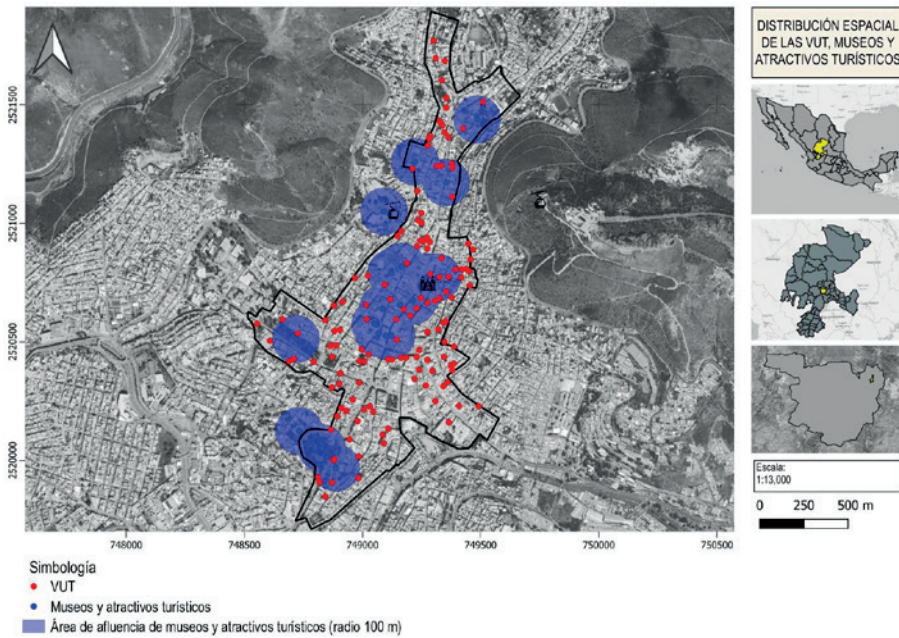 DISTRIBUCIÓN ESPACIAL
DE LAS VUT, MUSEOS Y
ATRACTIVOS TURÍSTICOS
2521500
2521000
2520500
2520000
748000
748500
749000
749500
750000
750500
Escala:
1:13,000
0 250 500 m
Simbología
VUT
Museos y atractivos turísticos
Área de afluencia de museos y atractivos turísticos (radio 100 m)